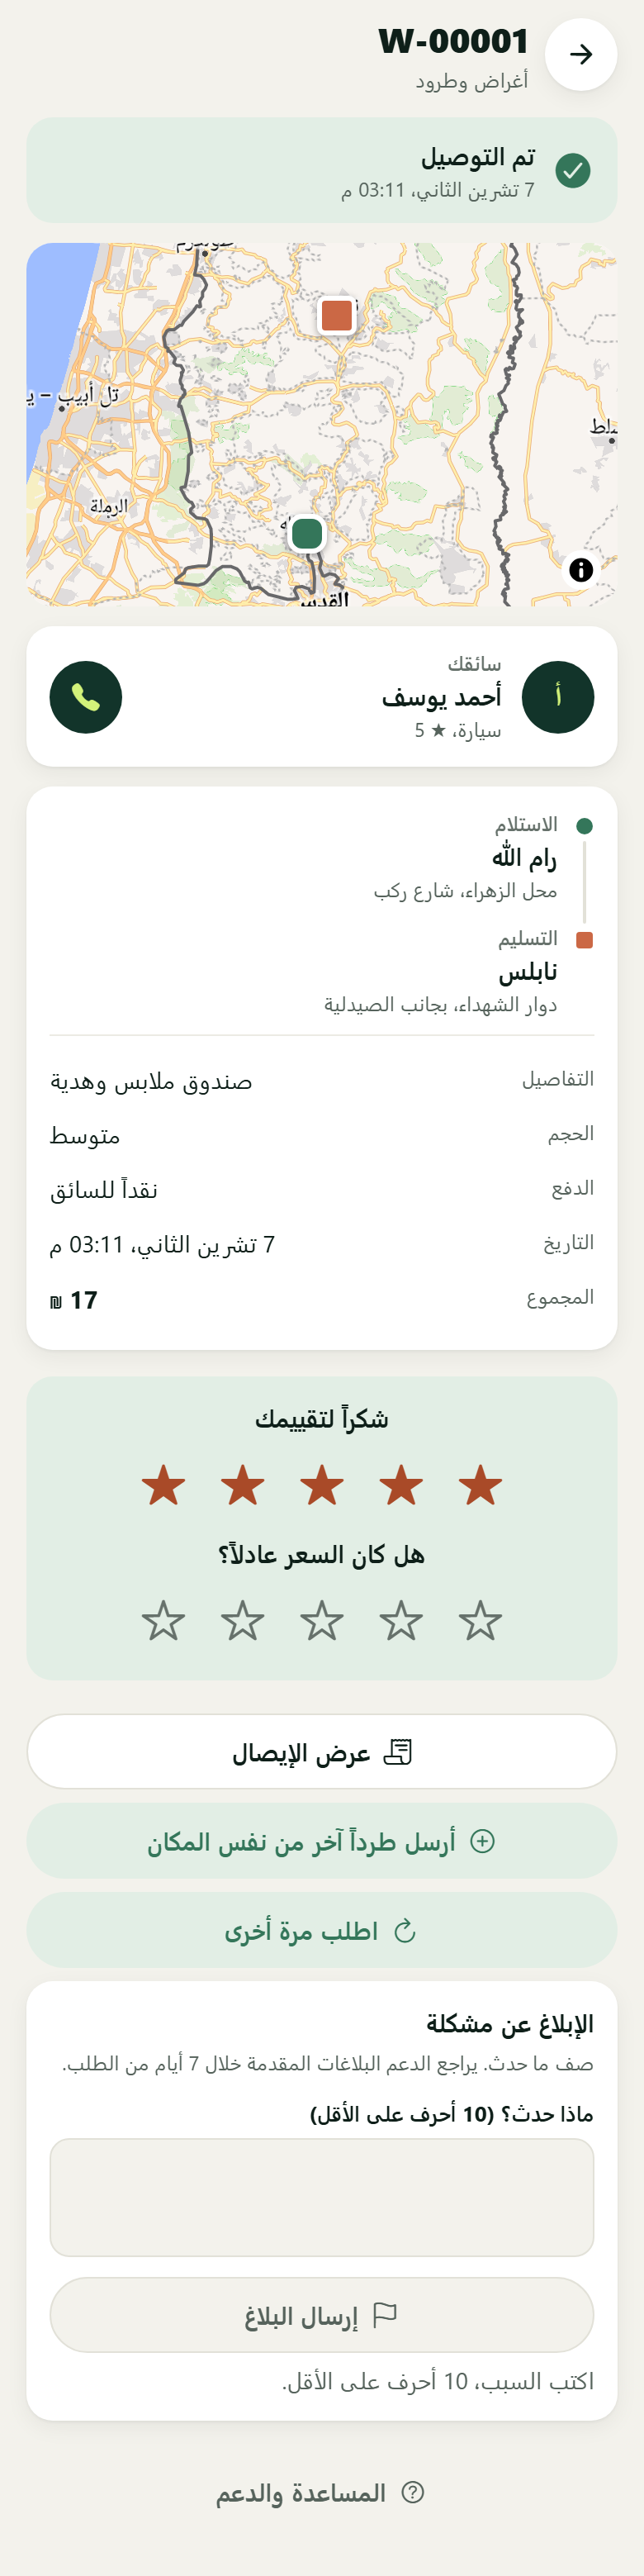 W-00001
أغراض وطرود
تم التوصيل
7 تشرين الثاني، 03:11 م
تل أبيب – ي
الرملة
القدس
سائقك
أ
أحمد يوسف
سيارة، ★ 5
الاستلام
رام الله
محل الزهراء، شارع ركب
التسليم
نابلس
دوار الشهداء، بجانب الصيدلية
التفاصيل
صندوق ملابس وهدية
الحجم
متوسط
الدفع
نقداً للسائق
التاريخ
7 تشرين الثاني، 03:11 م
المجموع
17 ₪
شكراً لتقييمك
هل كان السعر عادلاً؟
عرض الإيصال
أرسل طرداً آخر من نفس المكان
اطلب مرة أخرى
الإبلاغ عن مشكلة
صف ما حدث. يراجع الدعم البلاغات المقدمة خلال 7 أيام من الطلب.
ماذا حدث؟ (10 أحرف على الأقل)
إرسال البلاغ
اكتب السبب، 10 أحرف على الأقل.
المساعدة والدعم